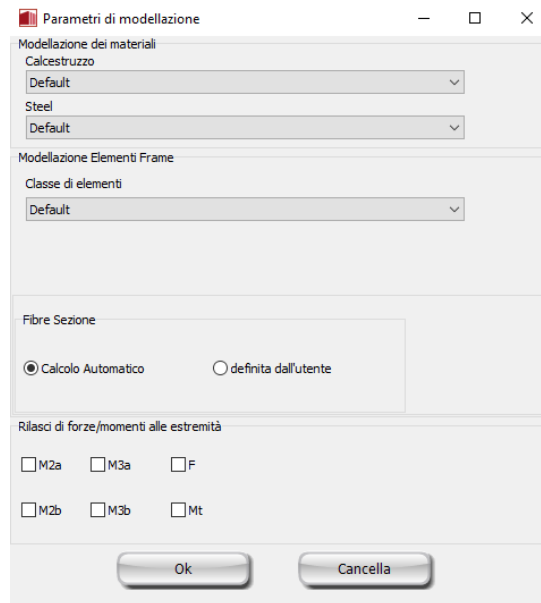 Parametri di modellazione
Modellazione dei materiali
Calcestruzzo
Default
Steel
Default
Modellazione Elementi Frame
Classe di elementi
Default
Fibre Sezione
Calcolo Automatico definita dall'utente
Rilasci di forze/momenti alle estremità
M2a M3a F
M2b M3b Mt
Ok Cancella